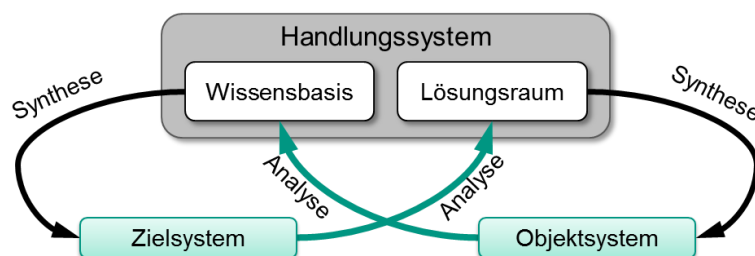 Handlungssystem
Synthese
Wissensbasis
Lösungsraum
Synthese
Analyse
Analyse
Zielsystem
Objektsystem